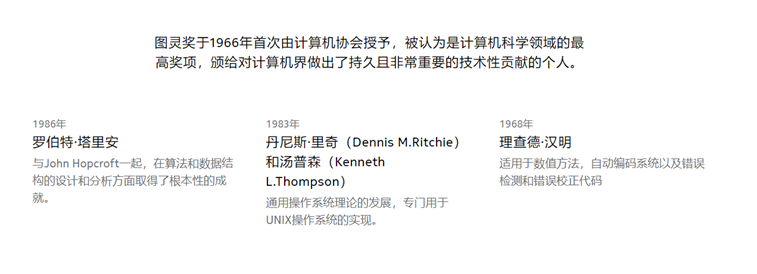 图灵奖于1966年首次由计算机协会授予，被认为是计算机科学领域的最
高奖项，颁给对计算机界做出了持久且非常重要的技术性贡献的个人。
1986年
罗伯特·塔里安
与John Hopcroft一起，在算法和数据结
构的设计和分析方面取得了根本性的成
就。
1983年
丹尼斯·里奇（Dennis M.Ritchie）
和汤普森（Kenneth
L.Thompson）
通用操作系统理论的发展，专门用于
UNIX操作系统的实现。
1968年
理查德·汉明
适用于数值方法，自动编码系统以及错误
检测和错误校正代码